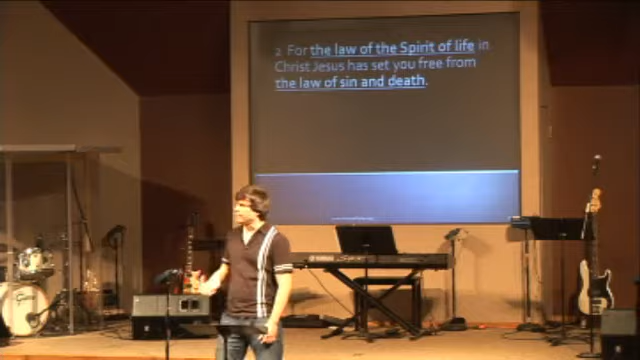 2 For the law of the Spirit of life in
Christ Jesus has set you free from
the law of sin and death.